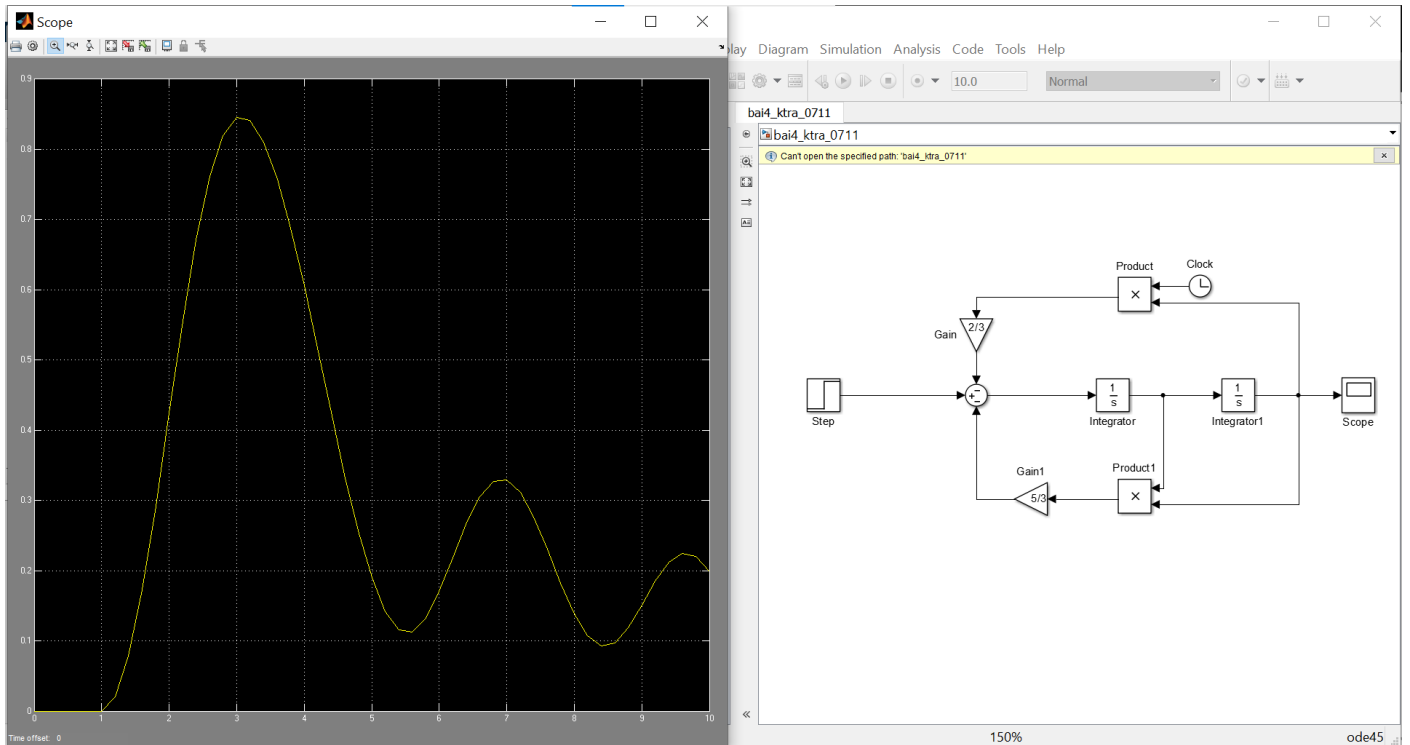 Scope
lay Diagram Simulation Analysis Code Tools Help
10.0 Normal
bai4_ktra_0711
bai4_ktra_0711
Can't open the specified path: 'bai4_ktra_0711'
0.9
0.8
0.7
0.6
0.5
0.4
0.3
0.2
0.1
0
0 1 2 3 4 5 6 7 8 9 10
Time offset: 0
Product Clock
×
Gain 2/3
Step
1
s
Integrator
1
s
Integrator1
Scope
Gain1 Product1
5/3 ×
150% ode45